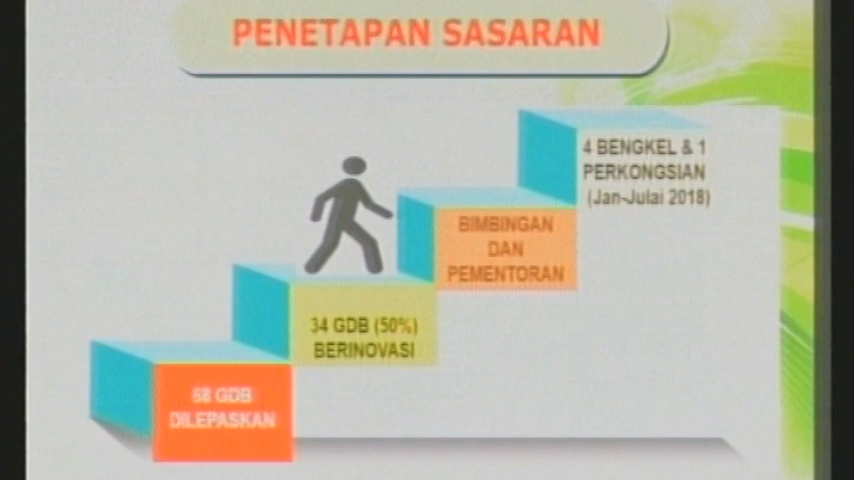 PENETAPAN SASARAN
4 BENGKEL & 1
PERKONGSIAN
(Jan-Julai 2018)
BIMBINGAN
DAN
PEMENTORAN
34 GDB (50%)
BERINOVASI
68 GDB
DILEPASKAN